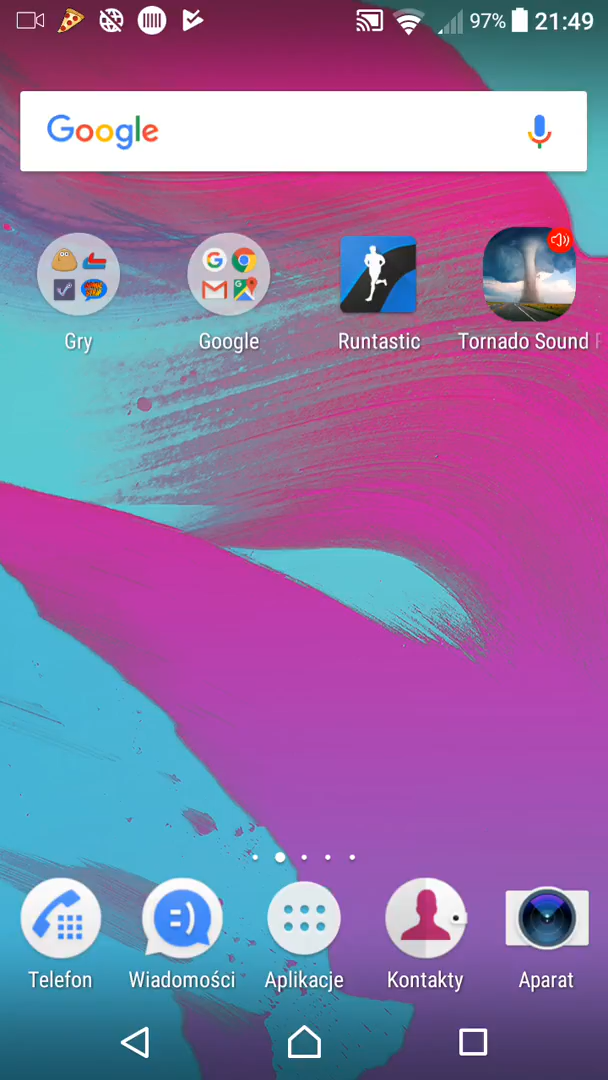 97% 21:49
Google
Gry Google Runtastic Tornado Sound
Telefon Wiadomości Aplikacje Kontakty Aparat